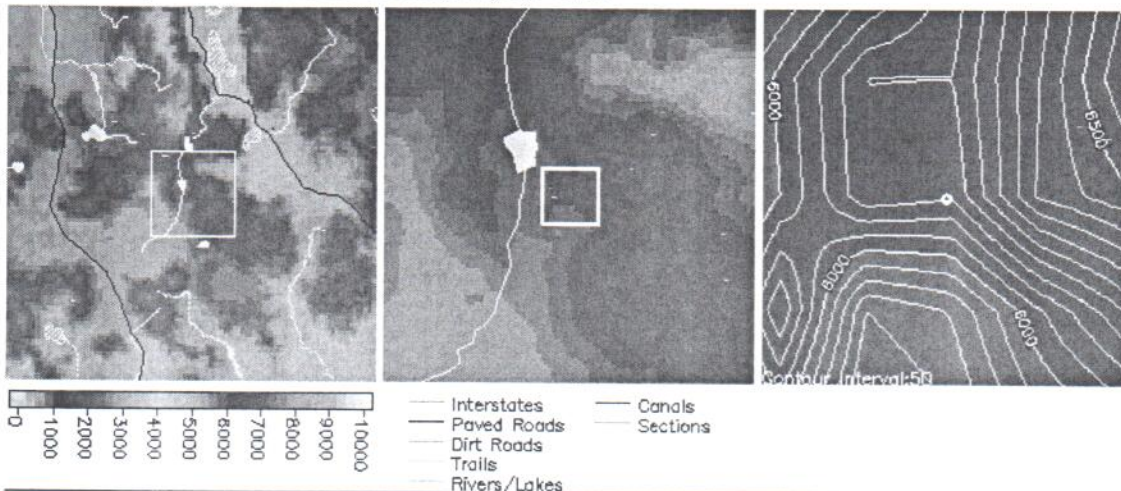 6000
6500
6000
6000
Contour Interval:50
0
1000
2000
3000
4000
5000
6000
7000
8000
9000
10000
Interstates
Paved Roads
Dirt Roads
Trails
Rivers/Lakes
Canals
Sections